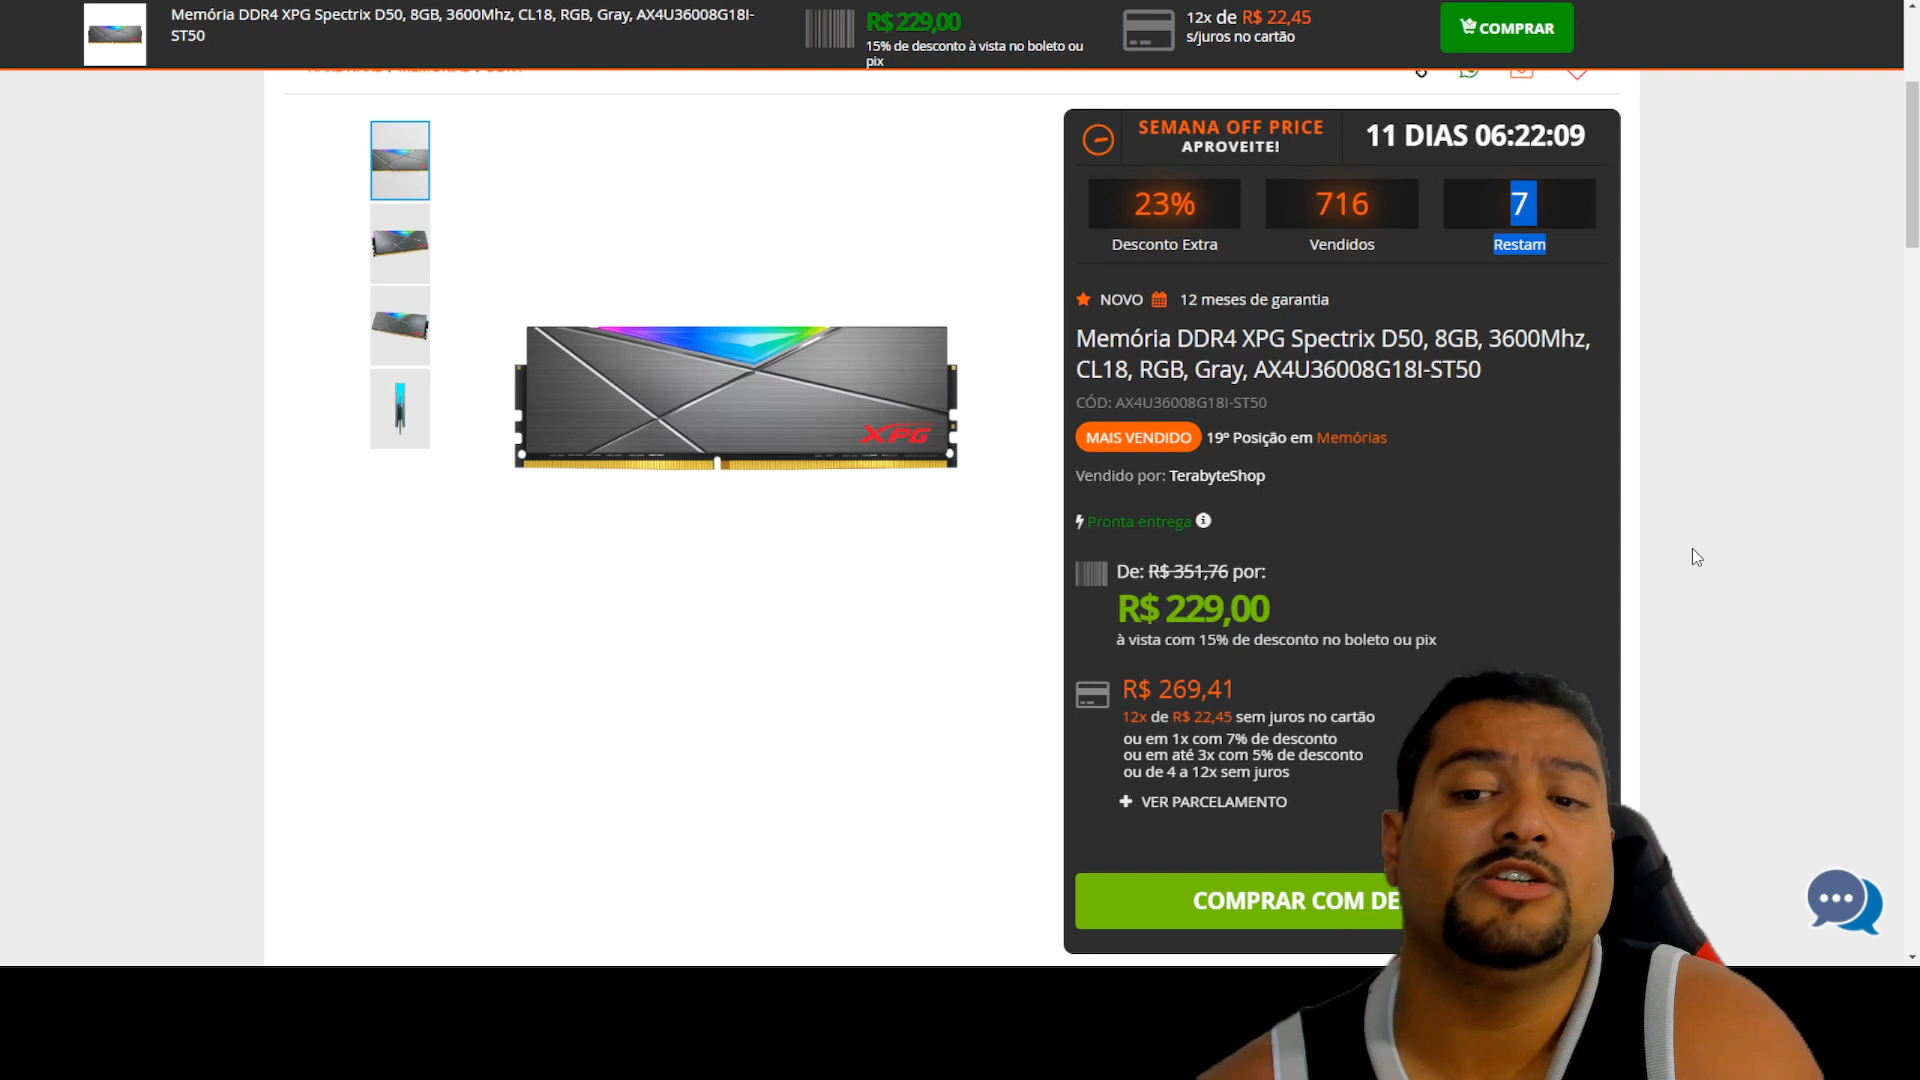 Memória DDR4 XPG Spectrix D50, 8GB, 3600Mhz, CL18, RGB, Gray, AX4U36008G18I-
ST50
R$ 229,00
15% de desconto à vista no boleto ou
pix
12x de R$ 22,45
s/juros no cartão
COMPRAR
SEMANA OFF PRICE
APROVEITE!
11 DIAS 06:22:09
23%
Desconto Extra
716
Vendidos
7
Restam
NOVO
12 meses de garantia
Memória DDR4 XPG Spectrix D50, 8GB, 3600Mhz,
CL18, RGB, Gray, AX4U36008G18I-ST50
CÓD: AX4U36008G18I-ST50
MAIS VENDIDO 19º Posição em Memórias
Vendido por: TerabyteShop
Pronta entrega
De: R$ 351,76 por:
R$ 229,00
à vista com 15% de desconto no boleto ou pix
R$ 269,41
12x de R$ 22,45 sem juros no cartão
ou em 1x com 7% de desconto
ou em até 3x com 5% de desconto
ou de 4 a 12x sem juros
+ VER PARCELAMENTO
COMPRAR COM DE
XPG